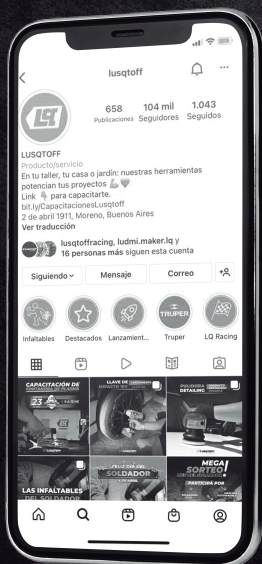 lusqtoff
LQ
658 104 mil 1.043
Publicaciones Seguidores Seguidos
LUSQTOFF
Producto/servicio
En tu taller, tu casa o jardín: nuestras herramientas
potencian tus proyectos
Link para capacitarte.
bit.ly/CapacitacionesLusqtoff
2 de abril 1911, Moreno, Buenos Aires
Ver traducción
lusqtoffracing, ludmi.maker.lq y
16 personas más siguen esta cuenta
Siguiendo Mensaje Correo
TRUPER
Infaltables Destacados Lanzamient... Truper LQ Racing
CAPACITACIÓN DE
23
LLAVE DE
IMPACTO
PULIDORA
DETAILING
LAS INFALTABLES
DEL SOLDADOR
FELIZ DÍA DEL
SOLDADOR
MEGA
SORTEO!
PARTICIPÁ POR